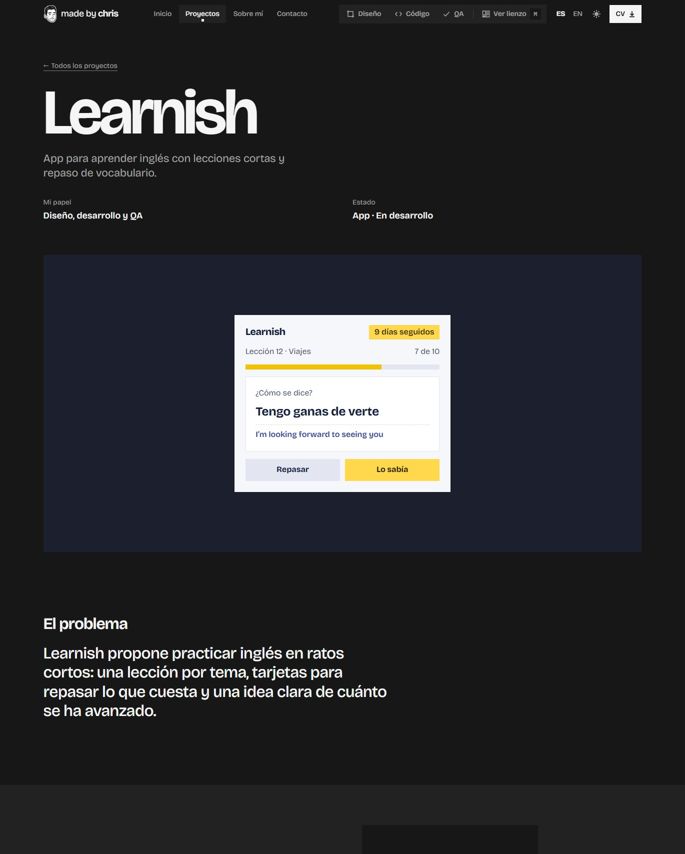 made by chris
Inicio
Proyectos
Sobre mí
Contacto
Diseño
Código
QA
Ver lienzo
M
ES
EN
CV
← Todos los proyectos
Learnish
App para aprender inglés con lecciones cortas y
repaso de vocabulario.
Mi papel
Diseño, desarrollo y QA
Estado
App · En desarrollo
Learnish
9 días seguidos
Lección 12 · Viajes
7 de 10
¿Cómo se dice?
Tengo ganas de verte
I'm looking forward to seeing you
Repasar
Lo sabía
El problema
Learnish propone practicar inglés en ratos
cortos: una lección por tema, tarjetas para
repasar lo que cuesta y una idea clara de cuánto
se ha avanzado.